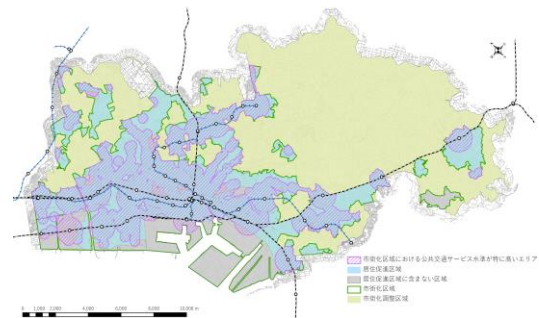 市街化区域における公共交通サービス水準が特に高いエリア
居住促進区域
居住促進区域に含まない区域
市街化区域
市街化調整区域